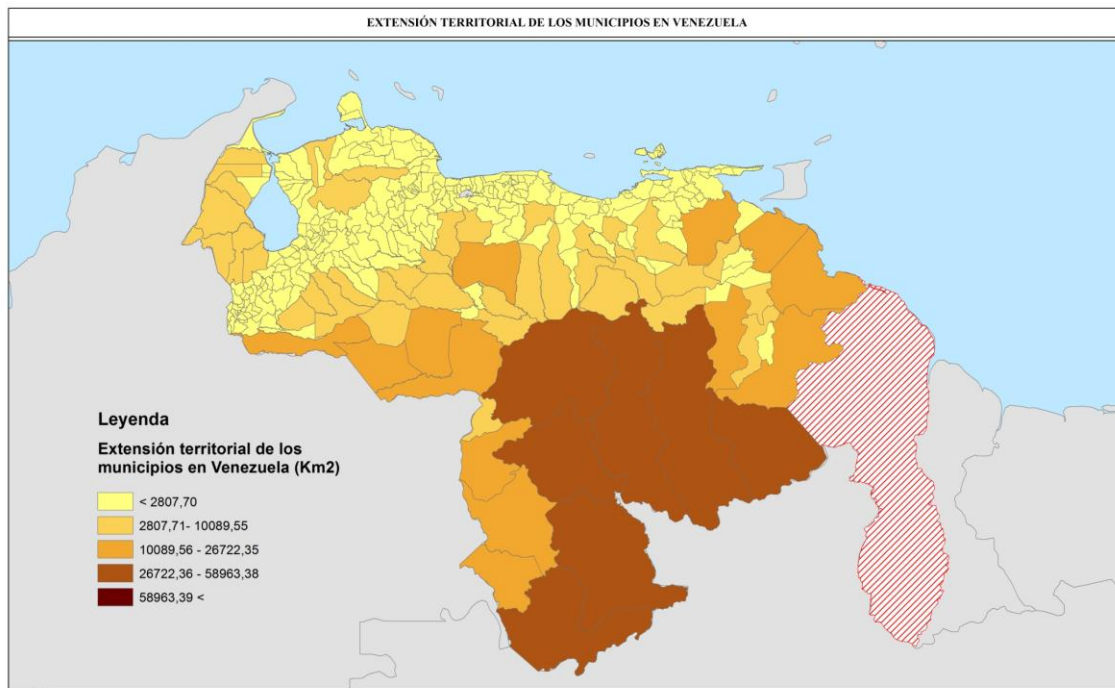 EXTENSIÓN TERRITORIAL DE LOS MUNICIPIOS EN VENEZUELA
Leyenda
Extensión territorial de los
municipios en Venezuela (Km2)
< 2807,70
2807,71- 10089,55
10089,56 - 26722,35
26722,36 - 58963,38
58963,39 <